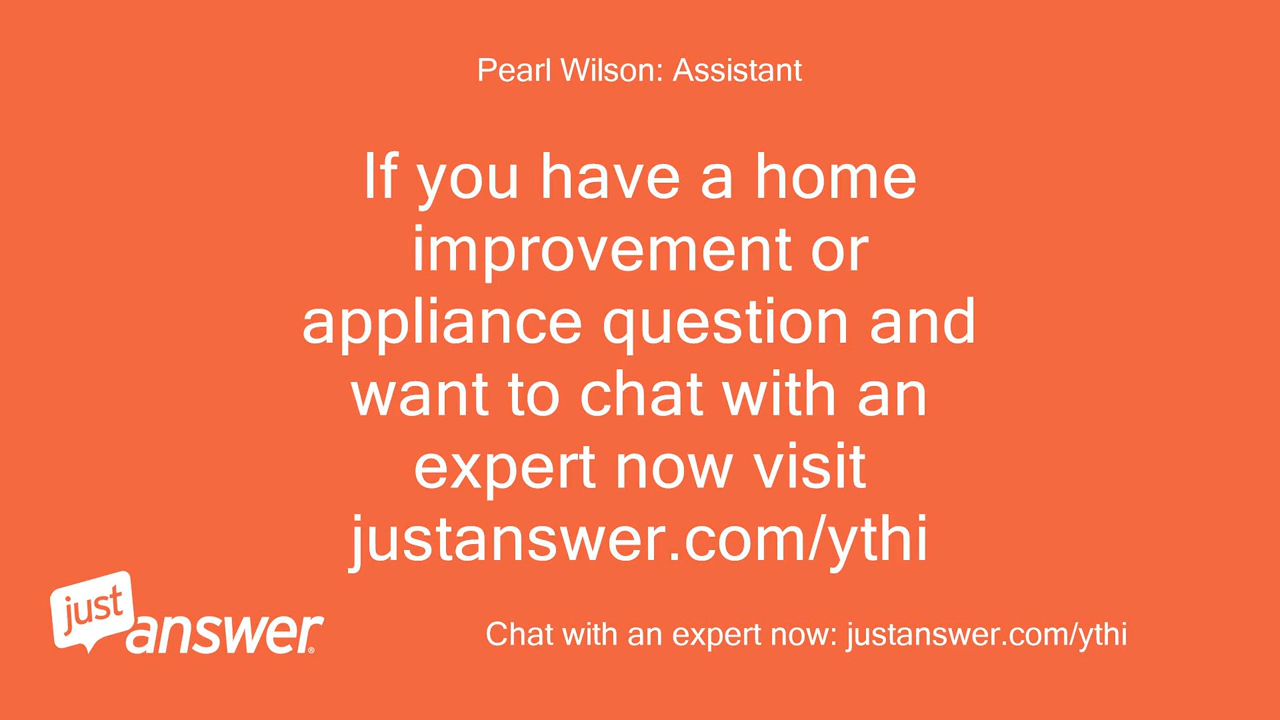 Pearl Wilson: Assistant
If you have a home
improvement or
appliance question and
want to chat with an
expert now visit
justanswer.com/ythi
just
answer®
Chat with an expert now: justanswer.com/ythi